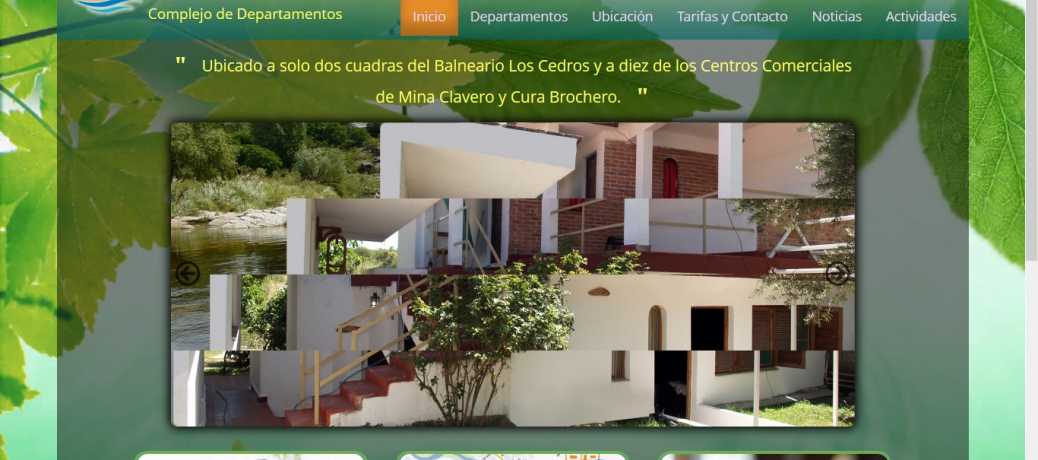 Complejo de Departamentos
Inicio Departamentos Ubicación Tarifas y Contacto Noticias Actividades
" Ubicado a solo dos cuadras del Balneario Los Cedros y a diez de los Centros Comerciales
de Mina Clavero y Cura Brochero. "